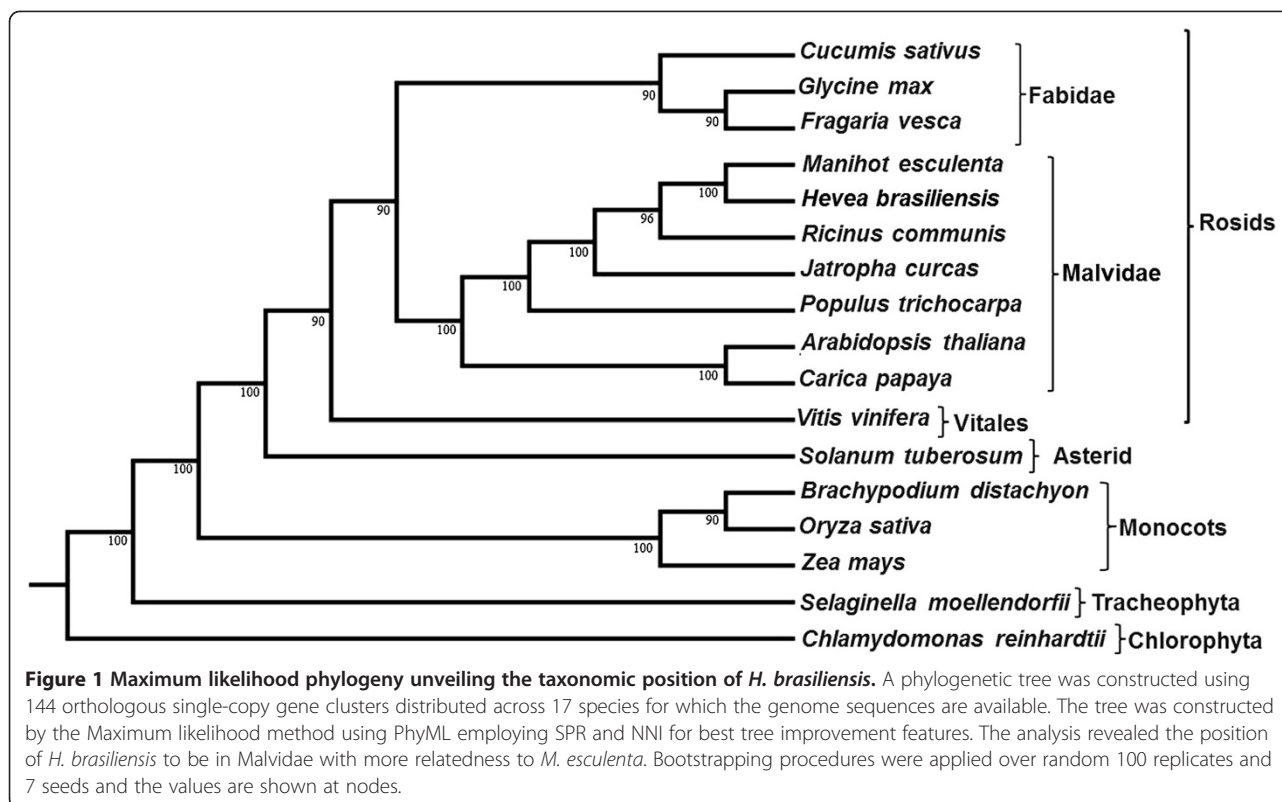 Cucumis sativus
90
Glycine max
Fabidae
90
Fragaria vesca
Manihot esculenta
100
Hevea brasiliensis
90
96
Ricinus communis
Rosids
100
Jatropha curcas
Malvidae
100
Populus trichocarpa
90
100
Arabidopsis thaliana
100
Carica papaya
100
Vitis vinifera } Vitales
Solanum tuberosum } Asterid
100
Brachypodium distachyon
90
Oryza sativa
Monocots
100
100
Zea mays
Selaginella moellendorfii } Tracheophyta
Chlamydomonas reinhardtii } Chlorophyta
Figure 1 Maximum likelihood phylogeny unveiling the taxonomic position of H. brasiliensis. A phylogenetic tree was constructed using
144 orthologous single-copy gene clusters distributed across 17 species for which the genome sequences are available. The tree was constructed
by the Maximum likelihood method using PhyML employing SPR and NNI for best tree improvement features. The analysis revealed the position
of H. brasiliensis to be in Malvidae with more relatedness to M. esculenta. Bootstrapping procedures were applied over random 100 replicates and
7 seeds and the values are shown at nodes.